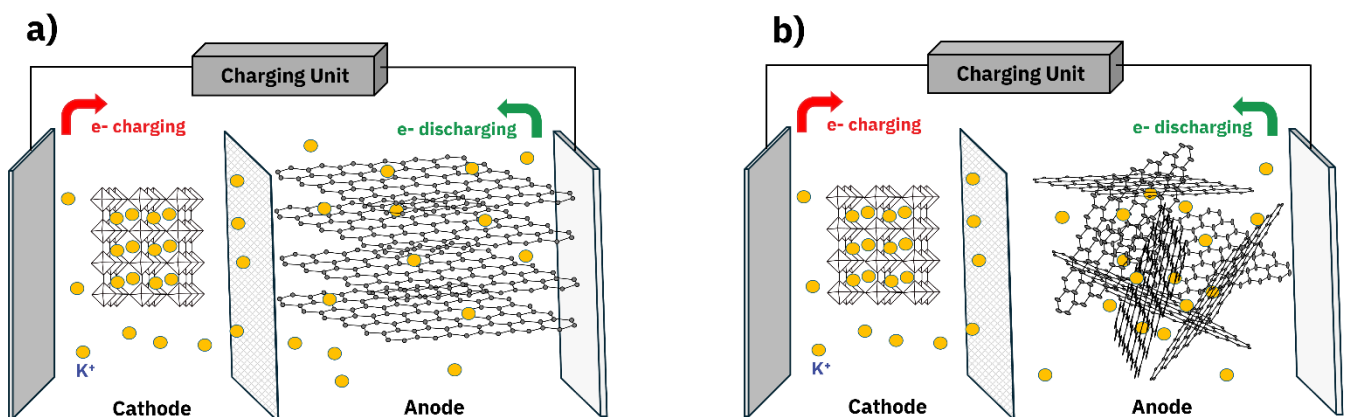 a)
Charging Unit
e- charging
e- discharging
K⁺
Cathode
Anode
b)
Charging Unit
e- charging
e- discharging
K⁺
Cathode
Anode